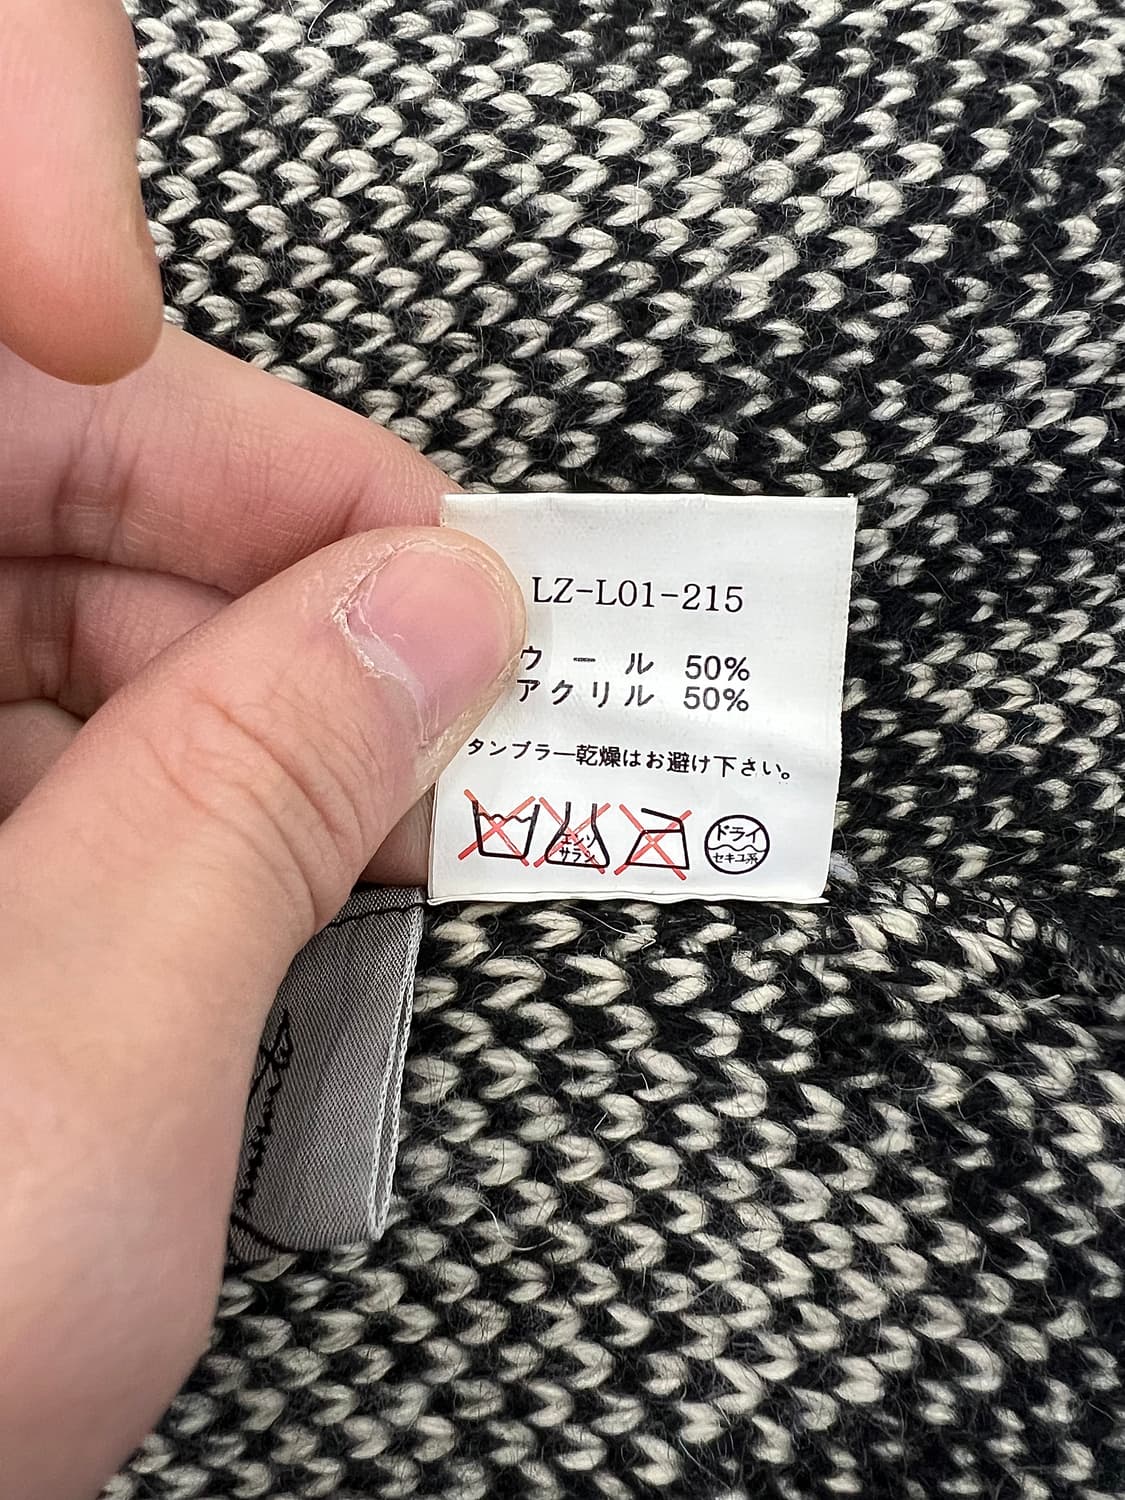 LZ-L01-215
ウール 50%
アクリル 50%
タンブラー乾燥はお避け下さい。
エンソ
サラシ
ドライ
セキユ系